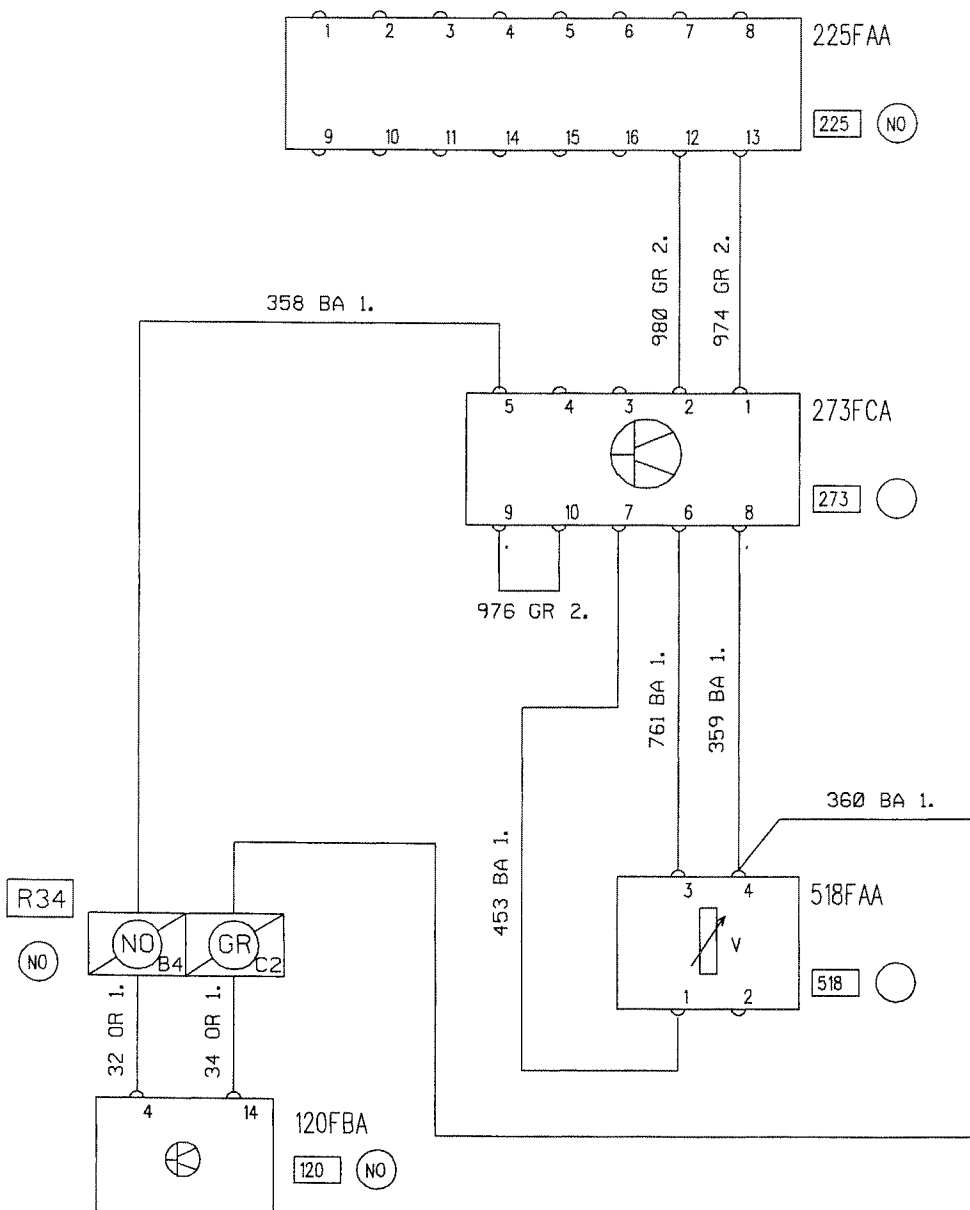 1 2 3 4 5 6 7 8
225FAA
225 NO
9 10 11 14 15 16 12 13
980 GR 2.
974 GR 2.
358 BA 1.
5 4 3 2 1
273FCA
273
9 10 7 6 8
976 GR 2.
761 BA 1.
359 BA 1.
360 BA 1.
453 BA 1.
3 4
518FAA
V
518
1 2
R34
NO
NO B4
GR C2
32 OR 1.
34 OR 1.
4 14
120FBA
120 NO